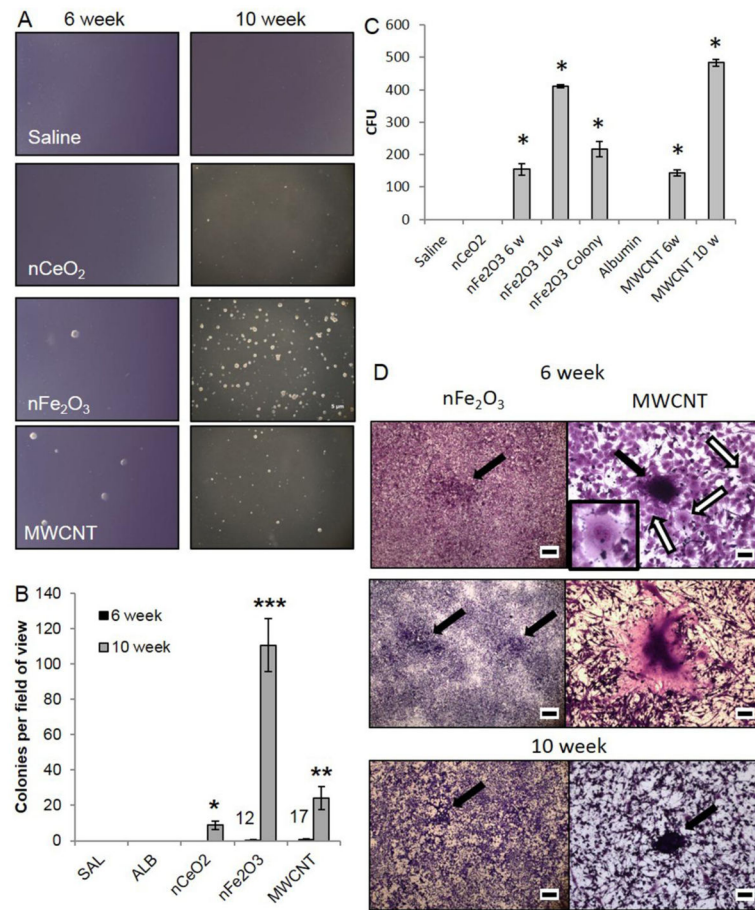 A
6 week
10 week
Saline
nCeO₂
nFe₂O₃
MWCNT
B
Colonies per field of view
140
120
100
80
60
40
20
0
6 week
10 week
*
12
***
17
**
SAL
ALB
nCeO2
nFe2O3
MWCNT
C
CFU
600
500
400
300
200
100
0
*
*
*
*
*
Saline
nCeO2
nFe2O3 6 w
nFe2O3 10 w
nFe2O3 Colony
Albumin
MWCNT 6w
MWCNT 10 w
D
6 week
nFe₂O₃
MWCNT
10 week